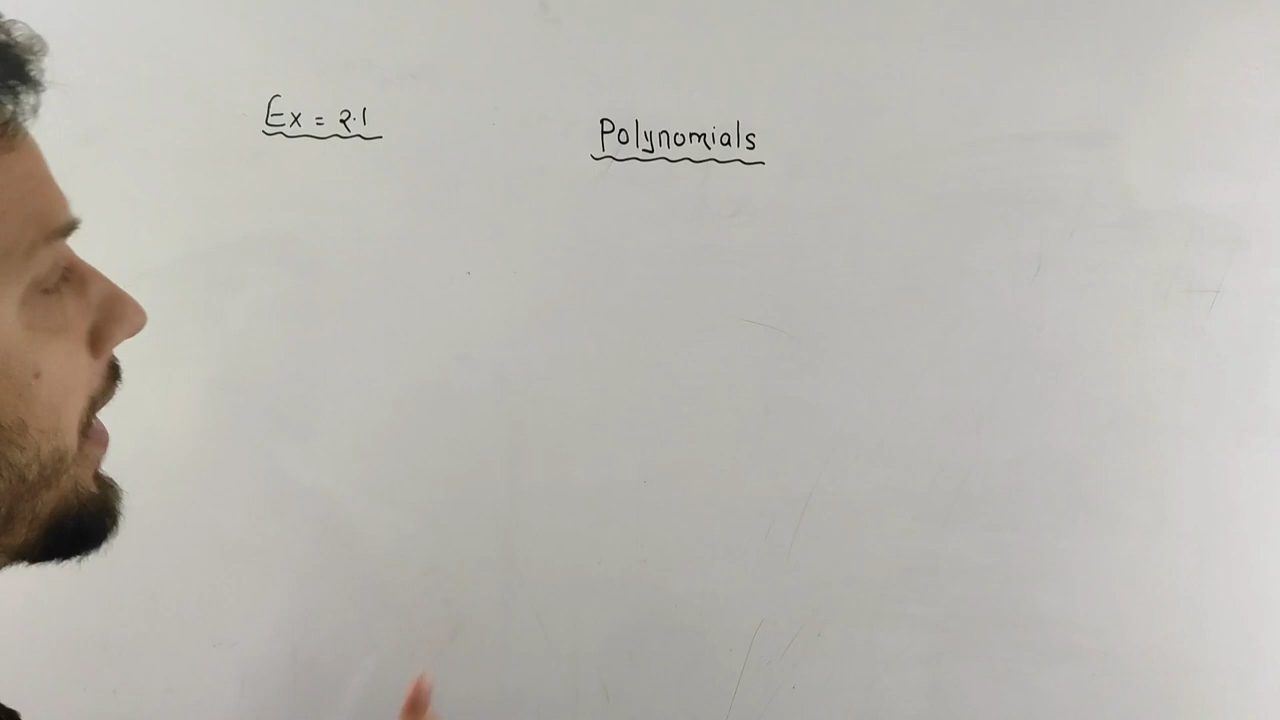 Ex = 2.1
Polynomials